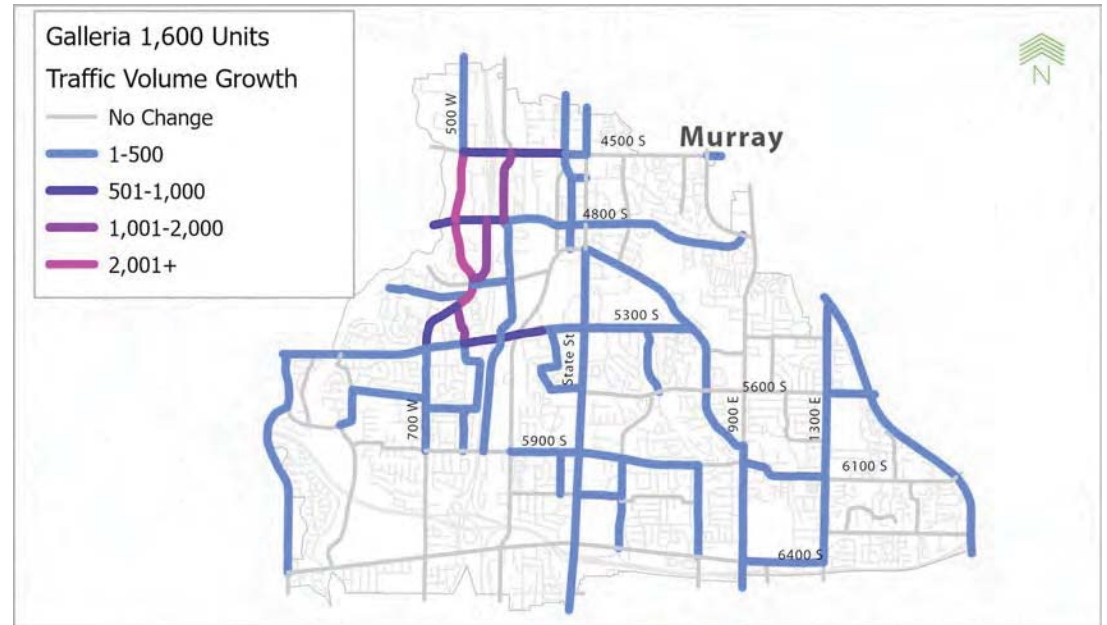 Galleria 1,600 Units
Traffic Volume Growth
No Change
1-500
501-1,000
1,001-2,000
2,001+
N
500 W
4500 S
Murray
4800 S
5300 S
State St
5600 S
700 W
900 E
1300 E
5900 S
6100 S
6400 S